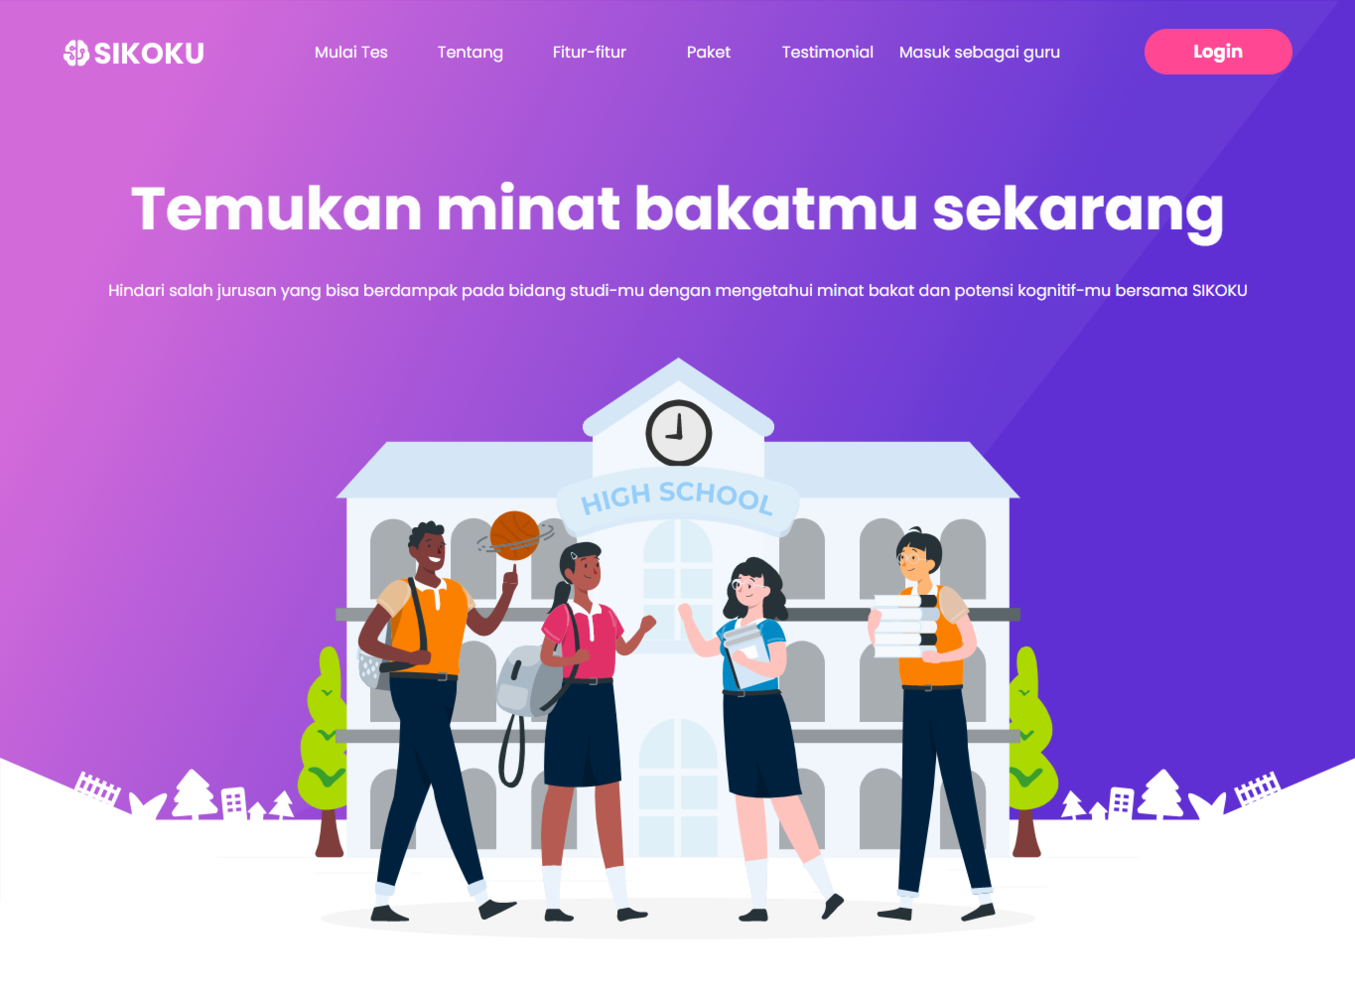 SIKOKU
Mulai Tes Tentang Fitur-fitur Paket Testimonial Masuk sebagai guru Login
Temukan minat bakatmu sekarang
Hindari salah jurusan yang bisa berdampak pada bidang studi-mu dengan mengetahui minat bakat dan potensi kognitif-mu bersama SIKOKU
HIGH SCHOOL